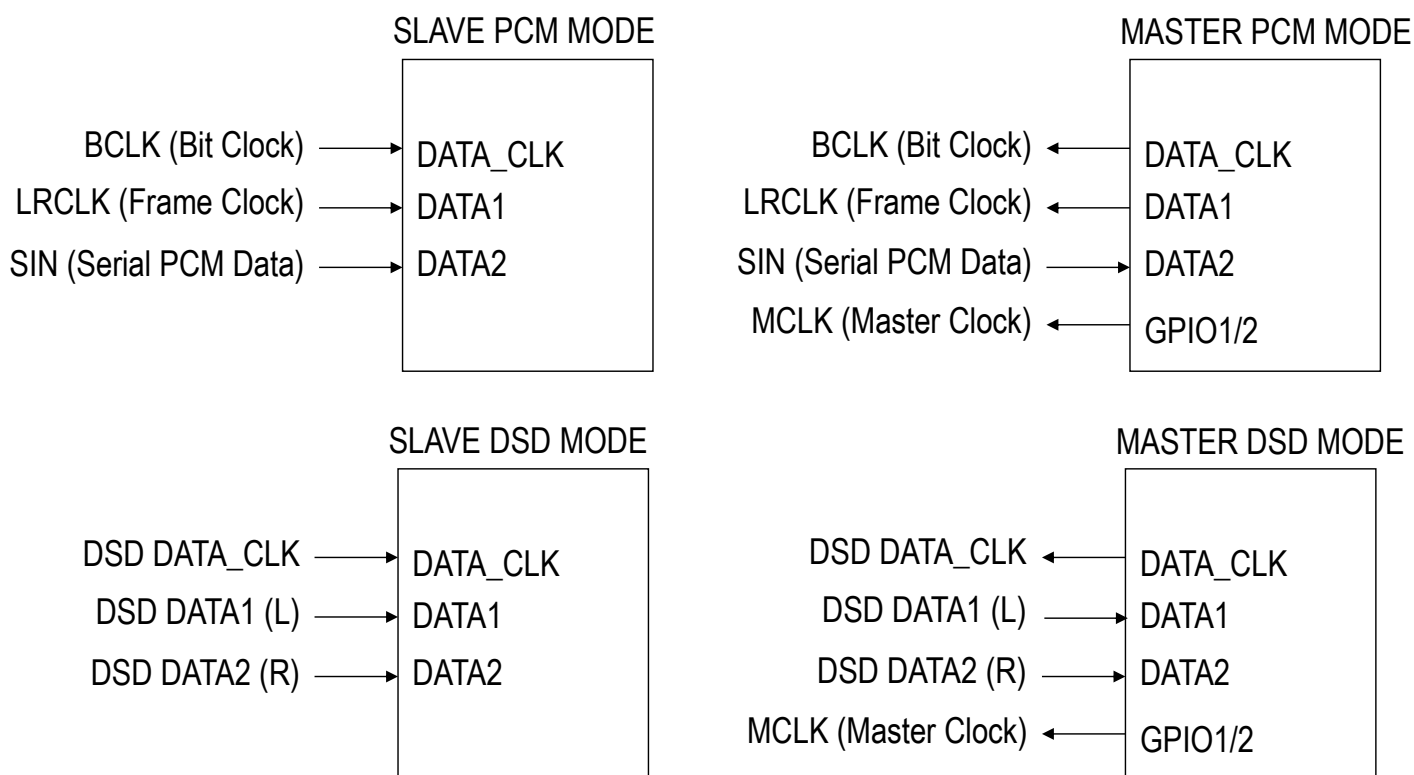 SLAVE PCM MODE
BCLK (Bit Clock)
DATA_CLK
LRCLK (Frame Clock)
DATA1
SIN (Serial PCM Data)
DATA2
MASTER PCM MODE
BCLK (Bit Clock)
DATA_CLK
LRCLK (Frame Clock)
DATA1
SIN (Serial PCM Data)
DATA2
MCLK (Master Clock)
GPIO1/2
SLAVE DSD MODE
DSD DATA_CLK
DATA_CLK
DSD DATA1 (L)
DATA1
DSD DATA2 (R)
DATA2
MASTER DSD MODE
DSD DATA_CLK
DATA_CLK
DSD DATA1 (L)
DATA1
DSD DATA2 (R)
DATA2
MCLK (Master Clock)
GPIO1/2